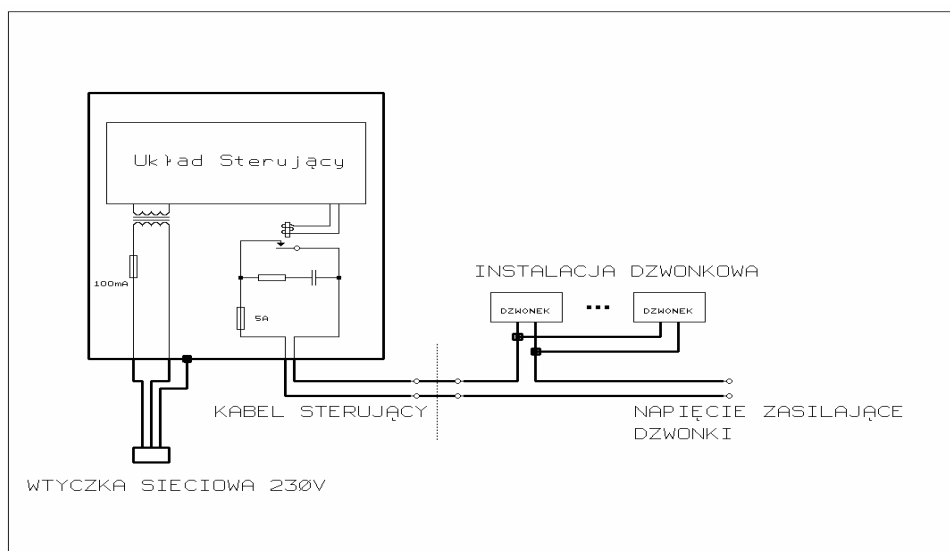 Układ Sterujący
100mA
5A
INSTALACJA DZWONKOWA
DZWONEK
DZWONEK
KABEL STERUJĄCY
NAPIĘCIE ZASILAJĄCE
DZWONKI
WTYCZKA SIECIOWA 230V